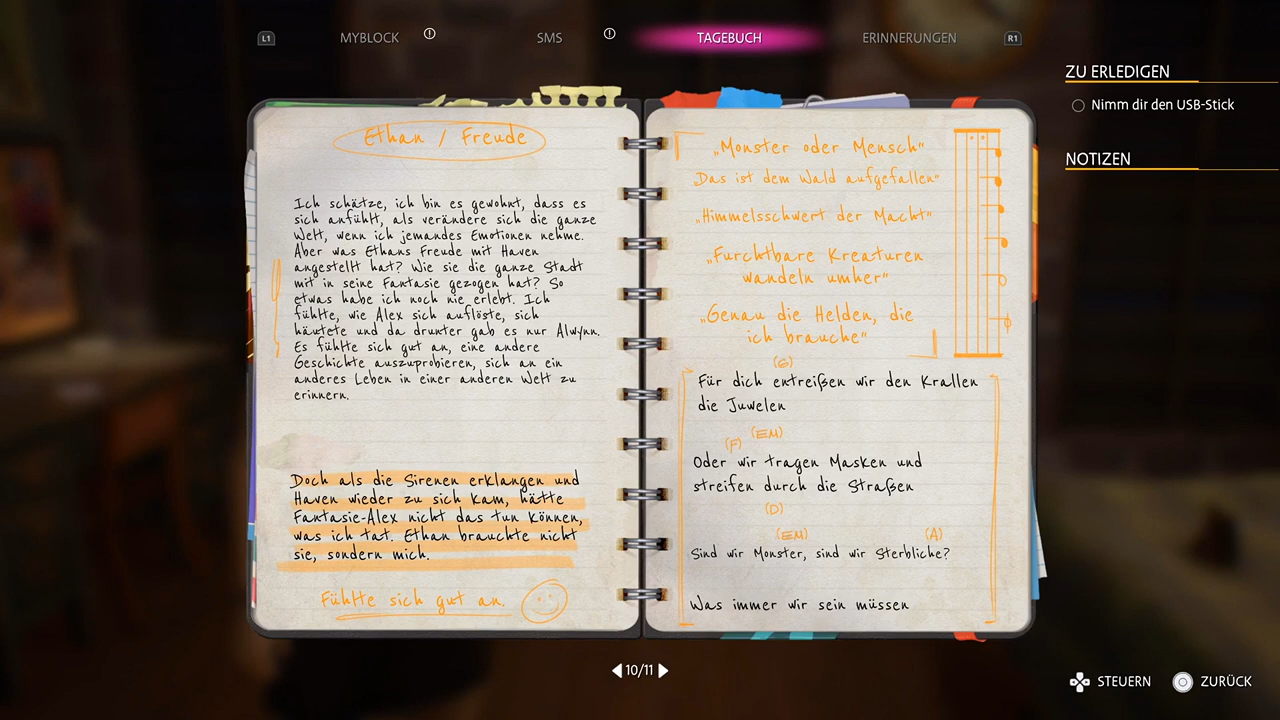 L1
MYBLOCK
SMS
TAGEBUCH
ERINNERUNGEN
R1
Ethan / Freude
Ich schätze, ich bin es gewohnt, dass es
sich anfühlt, als verändere sich die ganze
Welt, wenn ich jemandes Emotionen nehme.
Aber was Ethans Freude mit Haven
angestellt hat? Wie sie die ganze Stadt
mit in seine Fantasie gezogen hat? So
etwas habe ich noch nie erlebt. Ich
fühlte, wie Alex sich auflöste, sich
häutete und da drunter gab es nur Alwynn.
Es fühlte sich gut an, eine andere
Geschichte auszuprobieren, sich an ein
anderes Leben in einer anderen Welt zu
erinnern.
Doch als die Sirenen erklangen und
Haven wieder zu sich kam, hätte
Fantasie-Alex nicht das tun können,
was ich tat. Ethan brauchte nicht
sie, sondern mich.
Fühlte sich gut an.
„Monster oder Mensch“
„Das ist dem Wald aufgefallen“
„Himmelsschwert der Macht“
„Furchtbare Kreaturen
wandeln umher“
„Genau die Helden, die
ich brauche“
(G)
Für dich entreißen wir den Krallen
die Juwelen
(F) (EM)
Oder wir tragen Masken und
streifen durch die Straßen
(D)
(EM) (A)
Sind wir Monster, sind wir Sterbliche?
Was immer wir sein müssen
10/11
ZU ERLEDIGEN
Nimm dir den USB-Stick
NOTIZEN
STEUERN
ZURÜCK